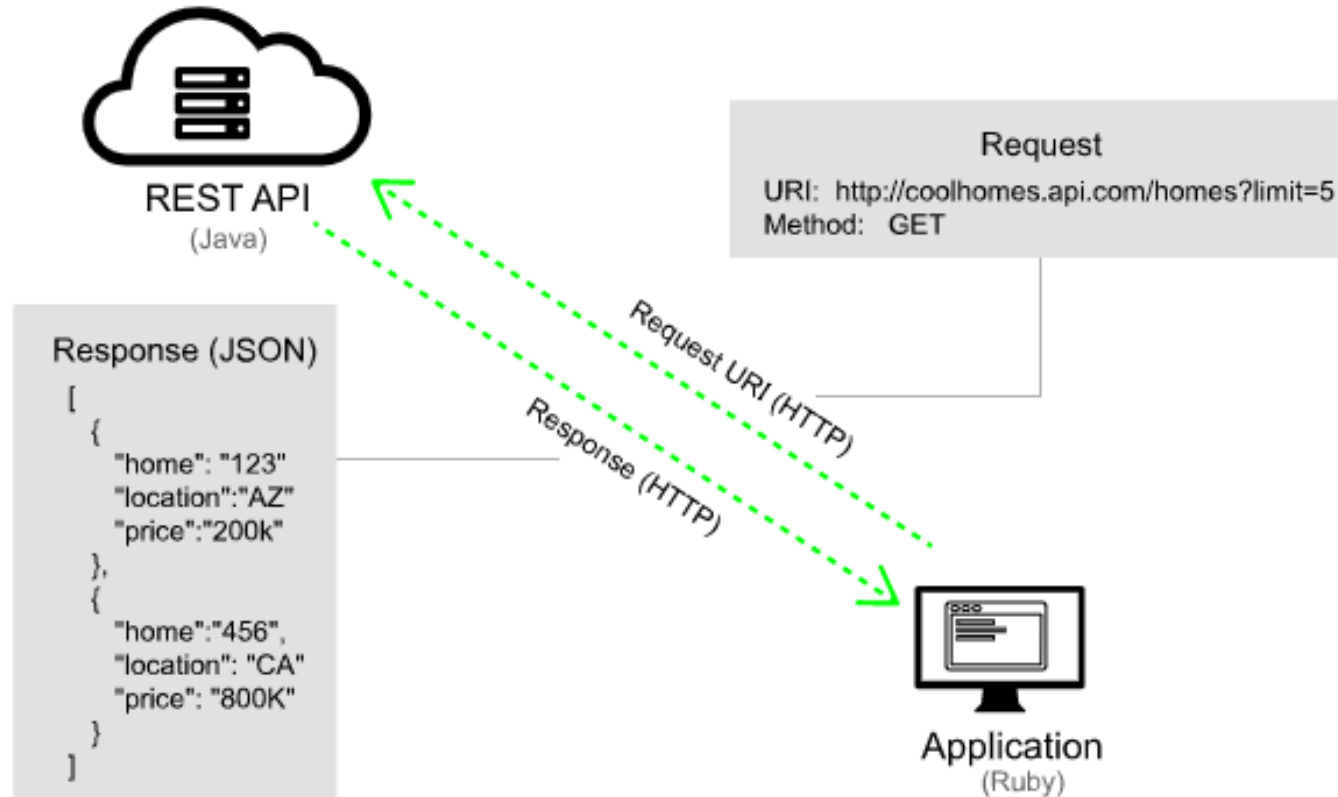 REST API
(Java)
Request
URI: http://coolhomes.api.com/homes?limit=5
Method: GET
Request URI (HTTP)
Response (HTTP)
Response (JSON)
[
{
"home": "123"
"location":"AZ"
"price":"200k"
},
{
"home":"456",
"location": "CA"
"price": "800K"
}
]
Application
(Ruby)